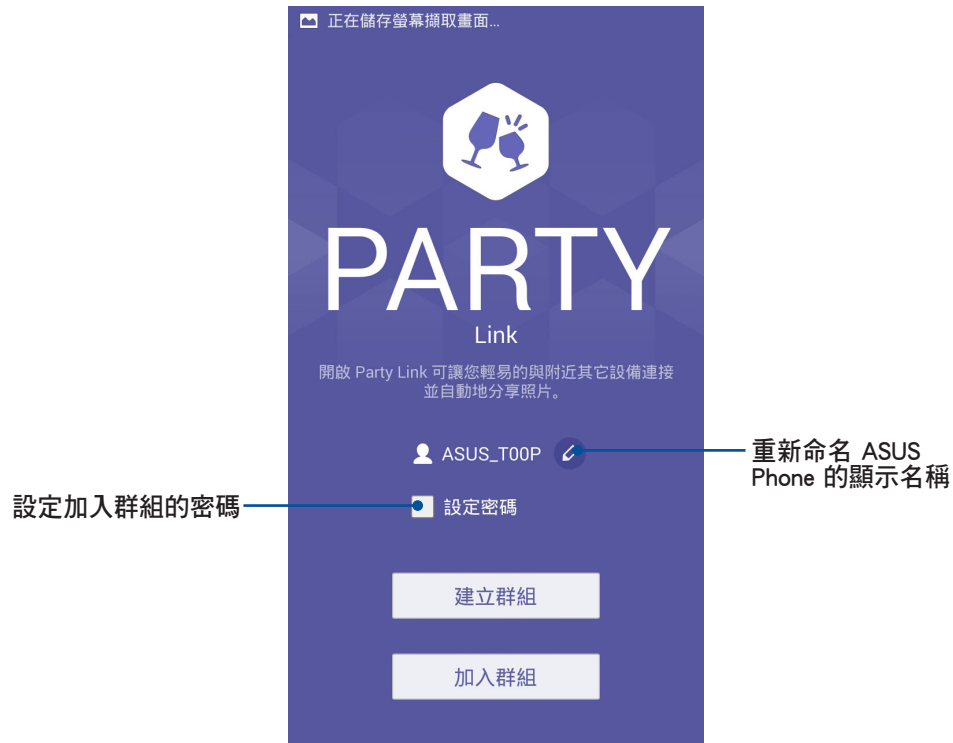 正在儲存螢幕擷取畫面...
PARTY
Link
開啟 Party Link 可讓您輕易的與附近其它設備連接
並自動地分享照片。
ASUS_T00P
重新命名 ASUS
Phone 的顯示名稱
設定加入群組的密碼
設定密碼
建立群組
加入群組